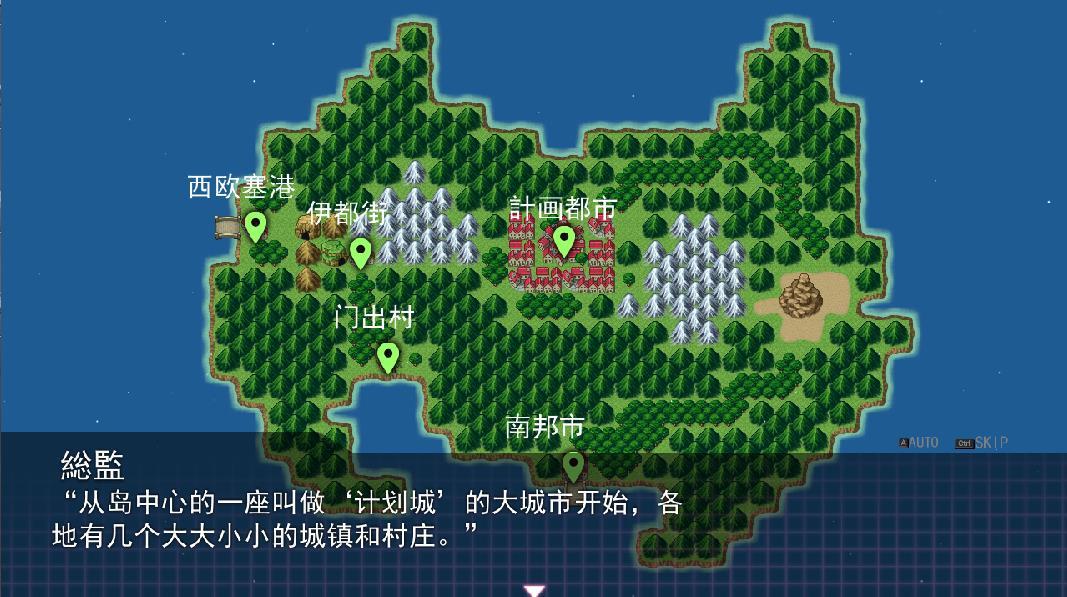 西欧塞港
伊都街
計画都市
门出村
南邦市
A AUTO Ctrl SKIP
総監
“从岛中心的一座叫做‘计划城’的大城市开始，各
地有几个大大小小的城镇和村庄。”